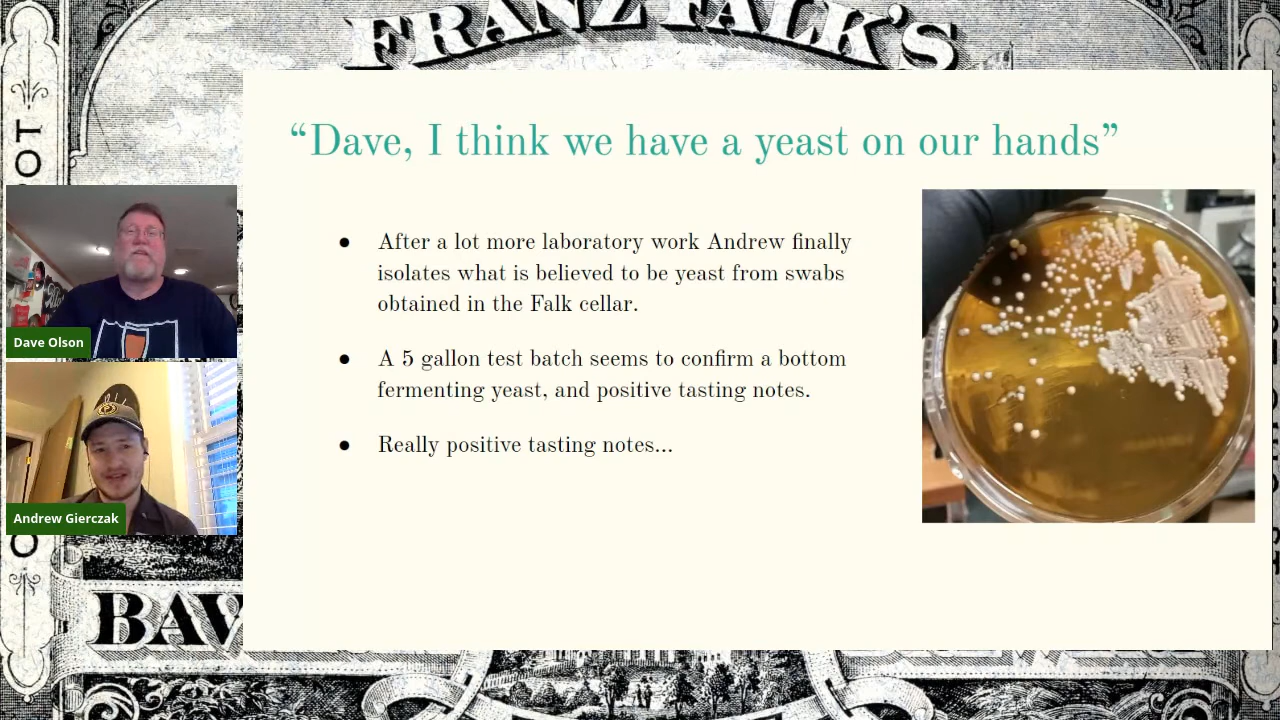 FRANZ FALK'S
"Dave, I think we have a yeast on our hands"
● After a lot more laboratory work Andrew finally
isolates what is believed to be yeast from swabs
obtained in the Falk cellar.
● A 5 gallon test batch seems to confirm a bottom
fermenting yeast, and positive tasting notes.
● Really positive tasting notes...
Dave Olson
Andrew Gierczak
BAV